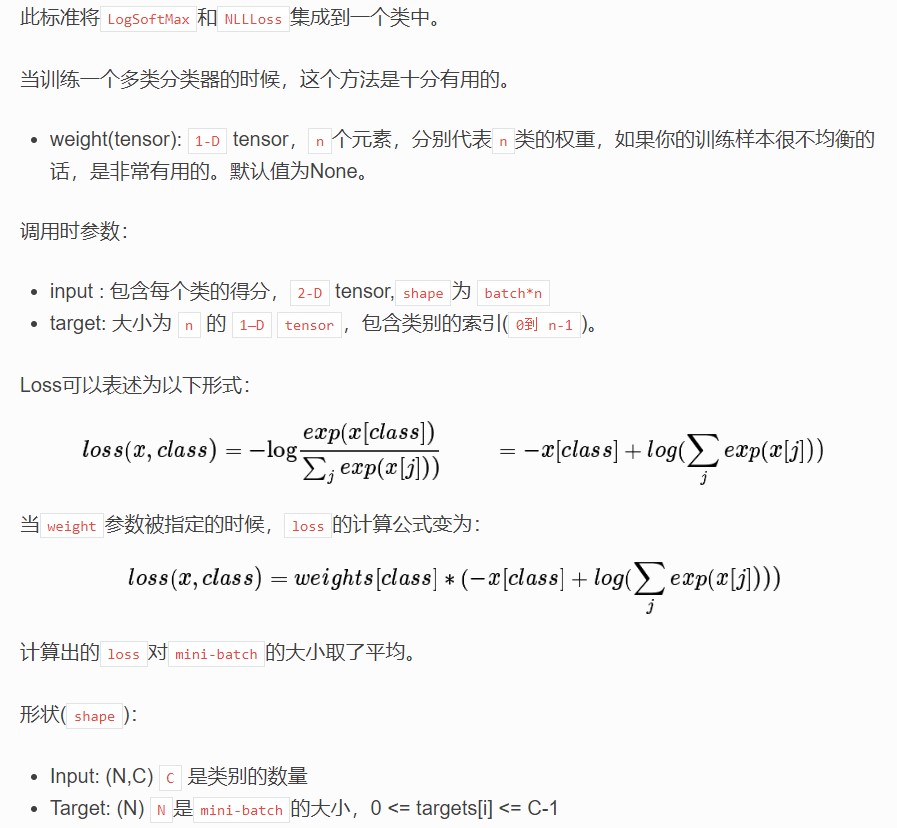 此标准将LogSoftMax和NLLLoss集成到一个类中。
当训练一个多类分类器的时候，这个方法是十分有用的。
• weight(tensor): 1-D tensor，n个元素，分别代表n类的权重，如果你的训练样本很不均衡的
话，是非常有用的。默认值为None。
调用时参数：
• input : 包含每个类的得分，2-D tensor,shape为 batch*n
• target: 大小为 n 的 1—D tensor，包含类别的索引(0到 n-1)。
Loss可以表述为以下形式：
loss(x, class) = −log exp(x[class]) / ∑_j exp(x[j])) = −x[class] + log(∑_j exp(x[j]))
当weight参数被指定的时候，loss的计算公式变为：
loss(x, class) = weights[class] ∗ (−x[class] + log(∑_j exp(x[j])))
计算出的loss对mini-batch的大小取了平均。
形状(shape)：
• Input: (N,C) C 是类别的数量
• Target: (N) N是mini-batch的大小，0 <= targets[i] <= C-1